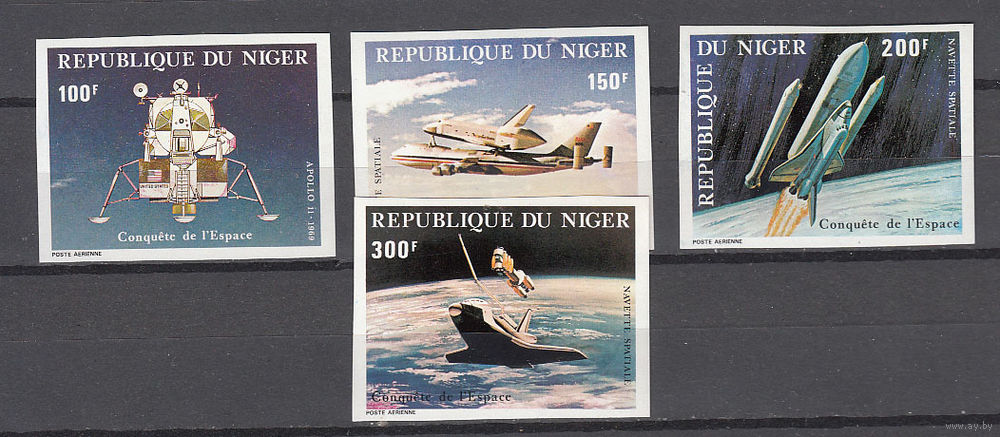 REPUBLIQUE DU NIGER
100F
UNITED STATES
APOLLO 11-1969
Conquête de l'Espace
POSTE AERIENNE
REPUBLIQUE DU NIGER
150F
E SPATIALE
REPUBLIQUE
DU NIGER
200F
NAVETTE SPATIALE
Conquête de l'Espace
POSTE AERIENNE
REPUBLIQUE DU NIGER
300F
NAVETTE SPATIALE
Conquête de l'Espace
POSTE AERIENNE
www.ay.by